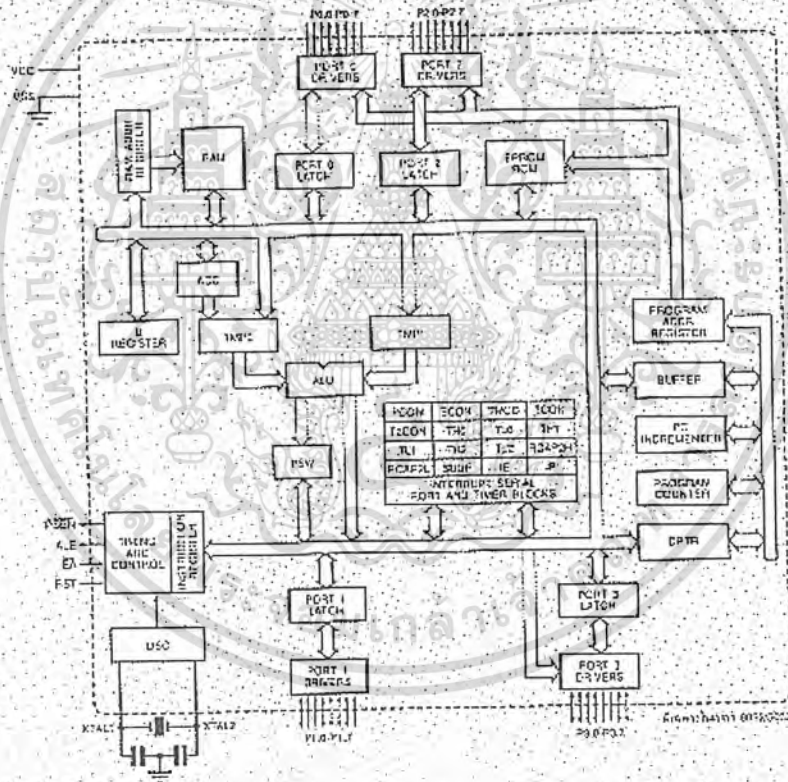 P0.0-P0.7
P2.0-P2.7
PORT 0
DRIVERS
PORT 2
DRIVERS
VCC
VSS
RAM ADDR
REGISTER
RAM
PORT 0
LATCH
PORT 2
LATCH
EPROM
ROM
ACC
B
REGISTER
TMP2
TMP1
PROGRAM
ADDR
REGISTER
ALU
BUFFER
PCON SCON TMOD TCON
T2CON TH0 TL0 TH1
TL1 TH2 TL2 RCAP2H
RCAP2L SBUF IE IP
INTERRUPT SERIAL
PORT AND TIMER BLOCKS
PSW
PC
INCREMENTER
PROGRAM
COUNTER
PSEN
ALE
EA
RST
TIMING
AND
CONTROL
INSTRUCTION
REGISTER
DPTR
PORT 1
LATCH
PORT 3
LATCH
OSC
PORT 1
DRIVERS
PORT 3
DRIVERS
XTAL1
XTAL2
P1.0-P1.7
P3.0-P3.7